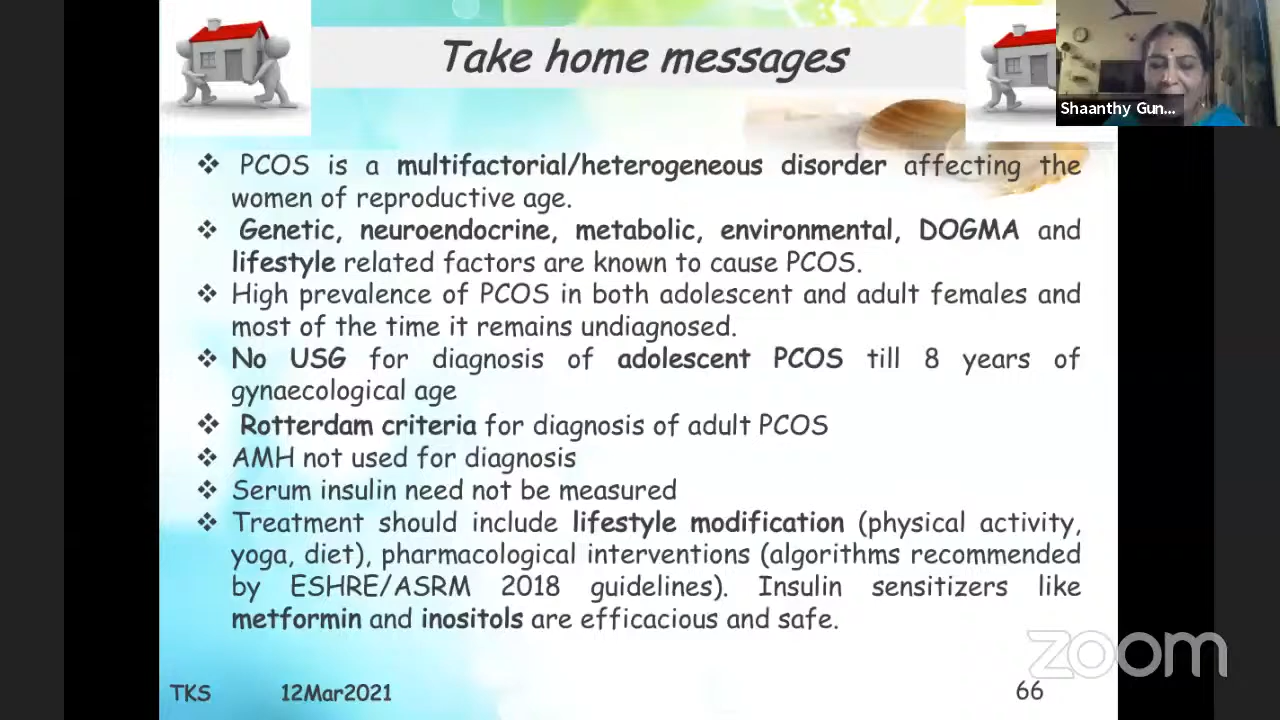 Take home messages
Shaanthy Gun...
❖ PCOS is a multifactorial/heterogeneous disorder affecting the
women of reproductive age.
❖ Genetic, neuroendocrine, metabolic, environmental, DOGMA and
lifestyle related factors are known to cause PCOS.
❖ High prevalence of PCOS in both adolescent and adult females and
most of the time it remains undiagnosed.
❖ No USG for diagnosis of adolescent PCOS till 8 years of
gynaecological age
❖ Rotterdam criteria for diagnosis of adult PCOS
❖ AMH not used for diagnosis
❖ Serum insulin need not be measured
❖ Treatment should include lifestyle modification (physical activity,
yoga, diet), pharmacological interventions (algorithms recommended
by ESHRE/ASRM 2018 guidelines). Insulin sensitizers like
metformin and inositols are efficacious and safe.
zoom
TKS 12Mar2021 66